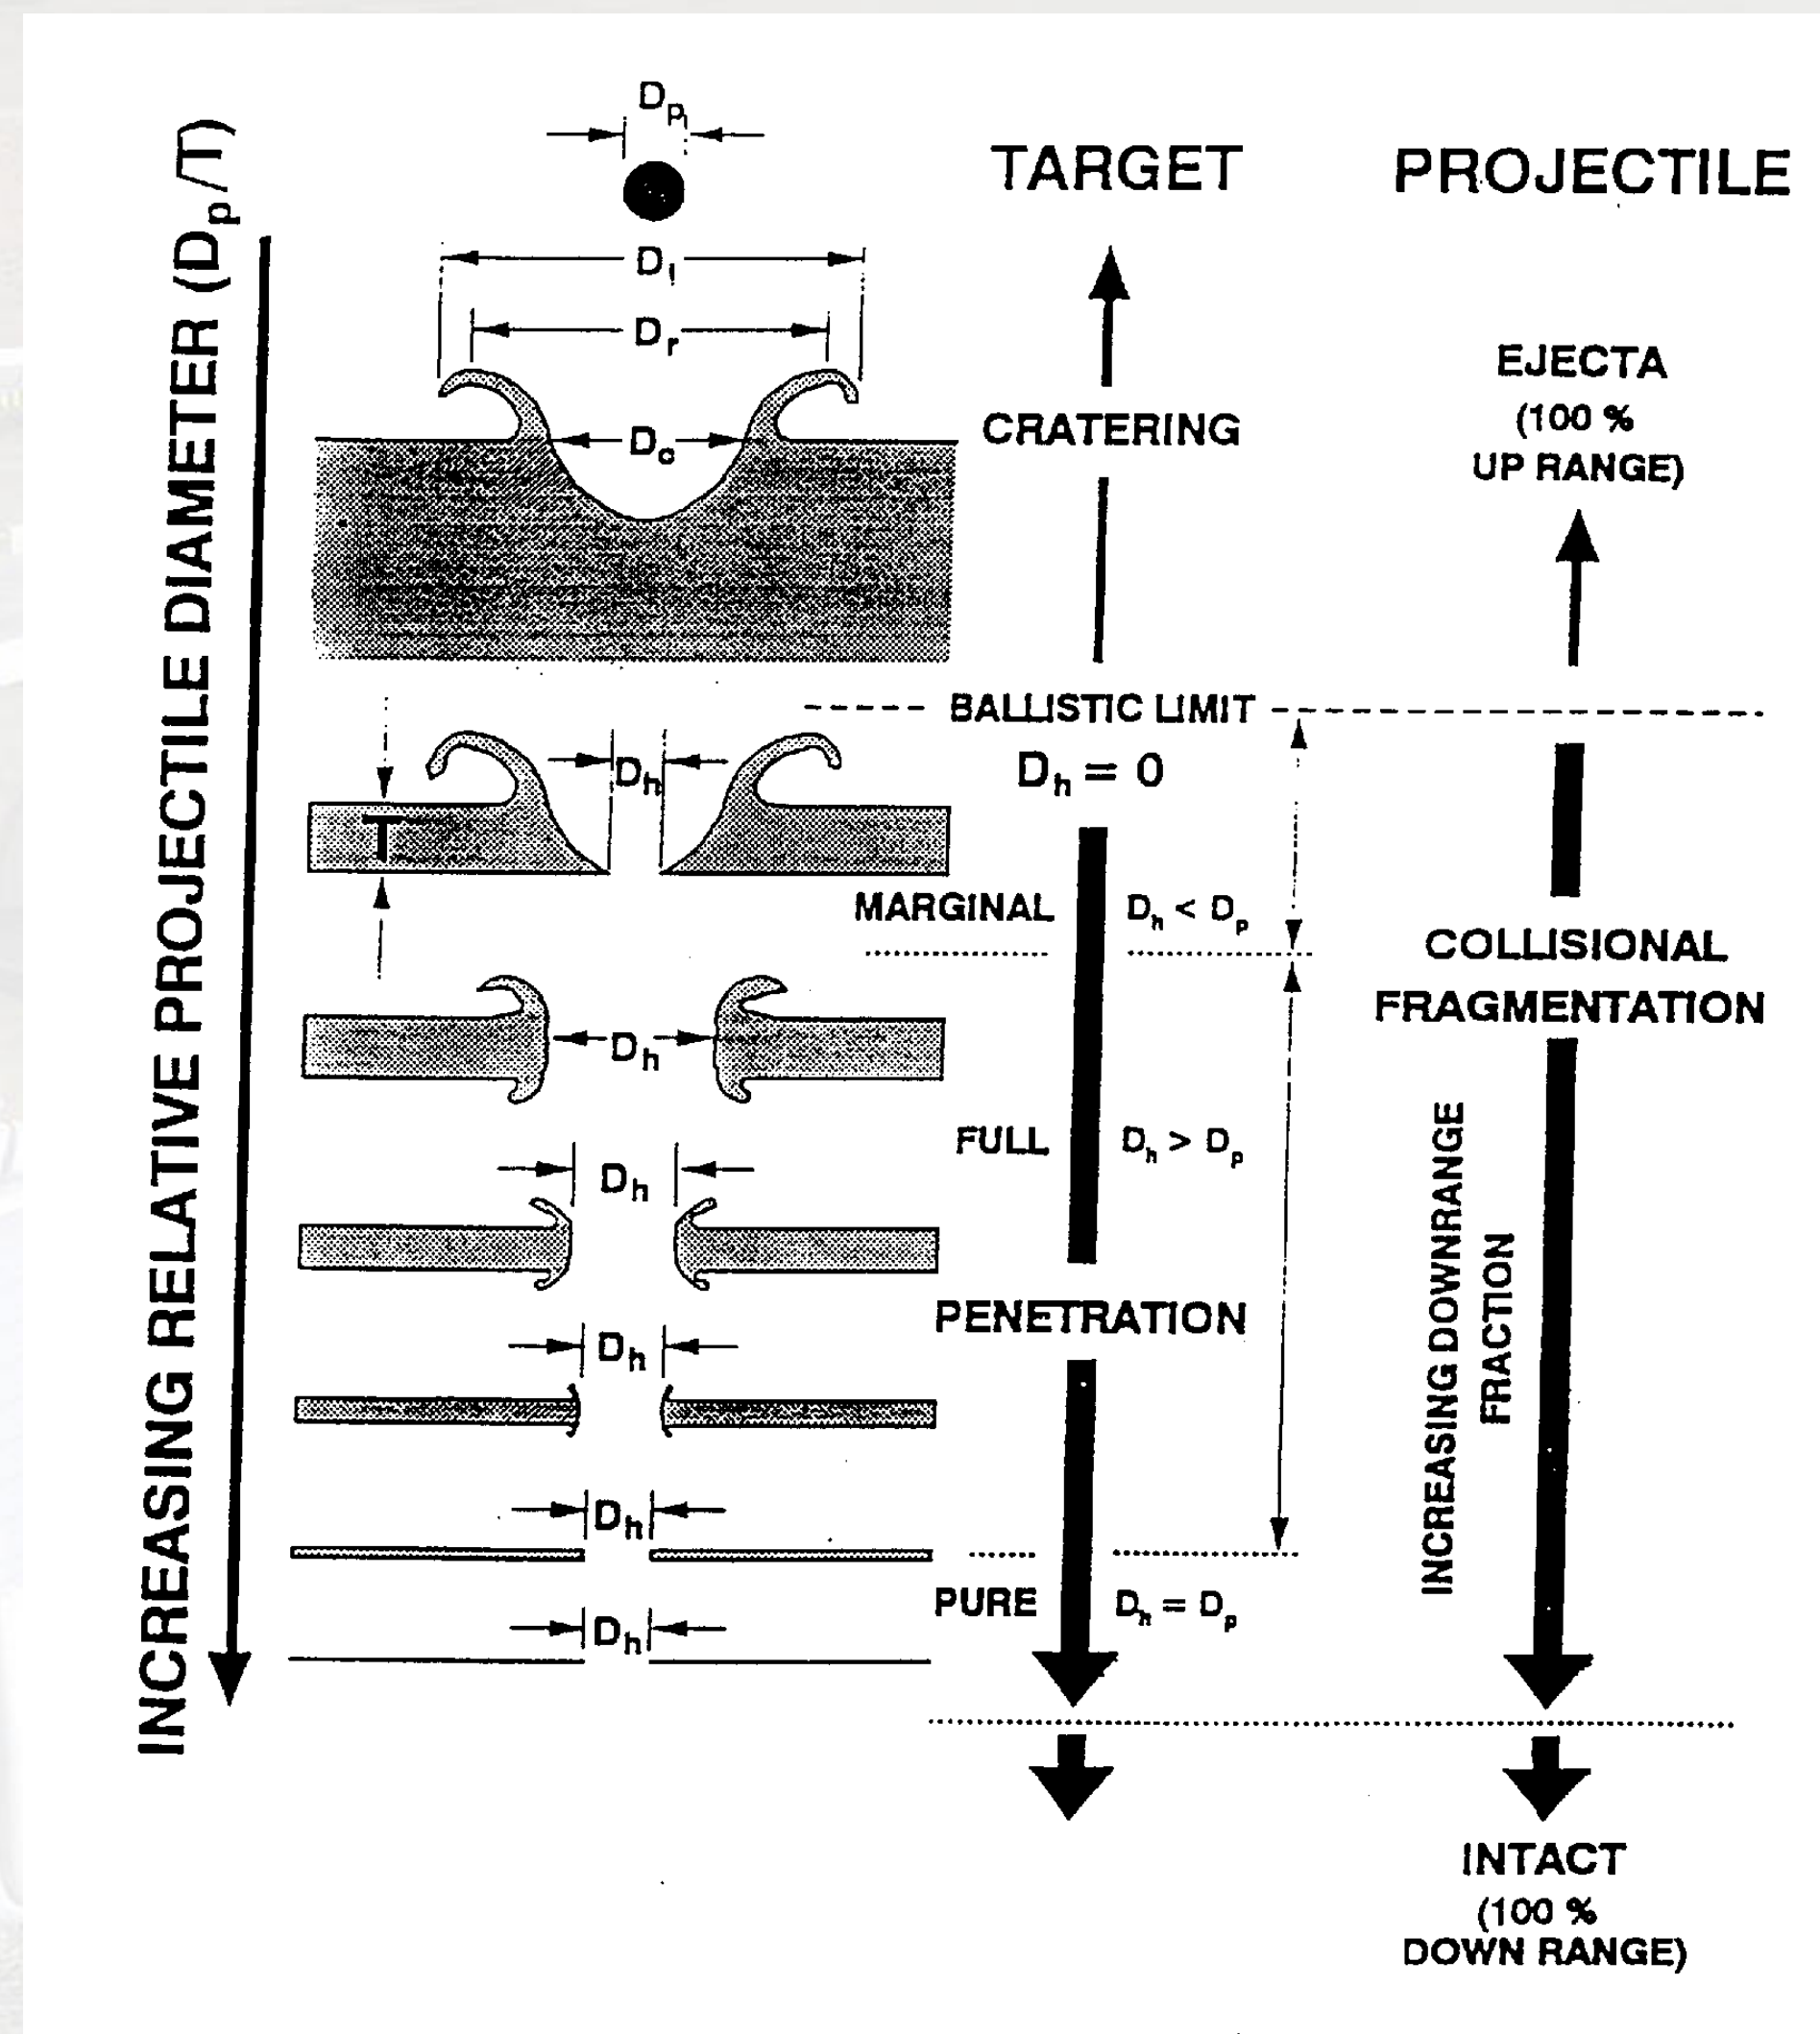 INCREASING RELATIVE PROJECTILE DIAMETER (Dp/T)
Dp
TARGET
PROJECTILE
Dl
Dr
EJECTA
(100 %
UP RANGE)
CRATERING
Dc
BALLISTIC LIMIT
Dh = 0
Dh
T
MARGINAL
Dh < Dp
COLLISIONAL
FRAGMENTATION
Dh
FULL
Dh > Dp
INCREASING DOWNRANGE
FRACTION
Dh
PENETRATION
Dh
Dh
PURE
Dh = Dp
Dh
INTACT
(100 %
DOWN RANGE)